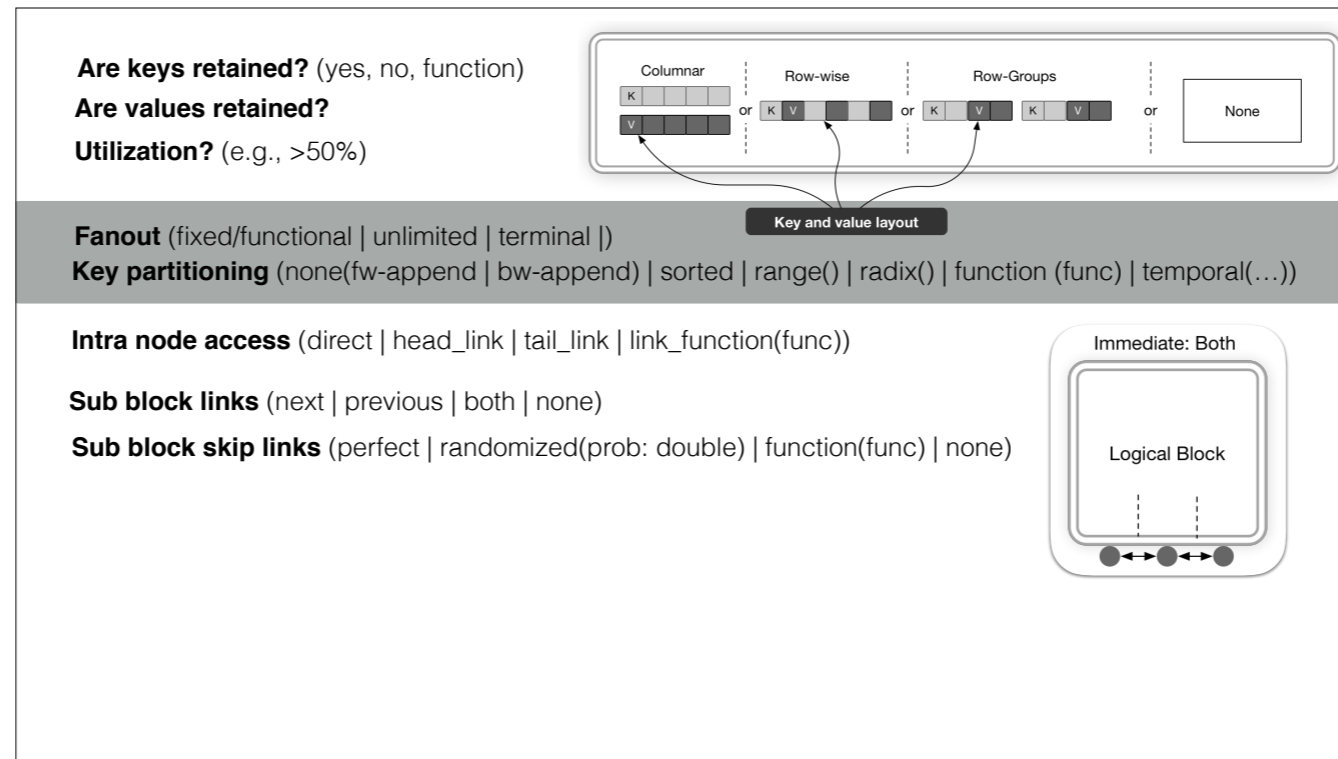 Are keys retained? (yes, no, function)
Are values retained?
Utilization? (e.g., >50%)
Columnar
Row-wise
Row-Groups
K
V
or
K V
or
K V K V
or
None
Key and value layout
Fanout (fixed/functional | unlimited | terminal |)
Key partitioning (none(fw-append | bw-append) | sorted | range() | radix() | function (func) | temporal(…))
Intra node access (direct | head_link | tail_link | link_function(func))
Sub block links (next | previous | both | none)
Sub block skip links (perfect | randomized(prob: double) | function(func) | none)
Immediate: Both
Logical Block